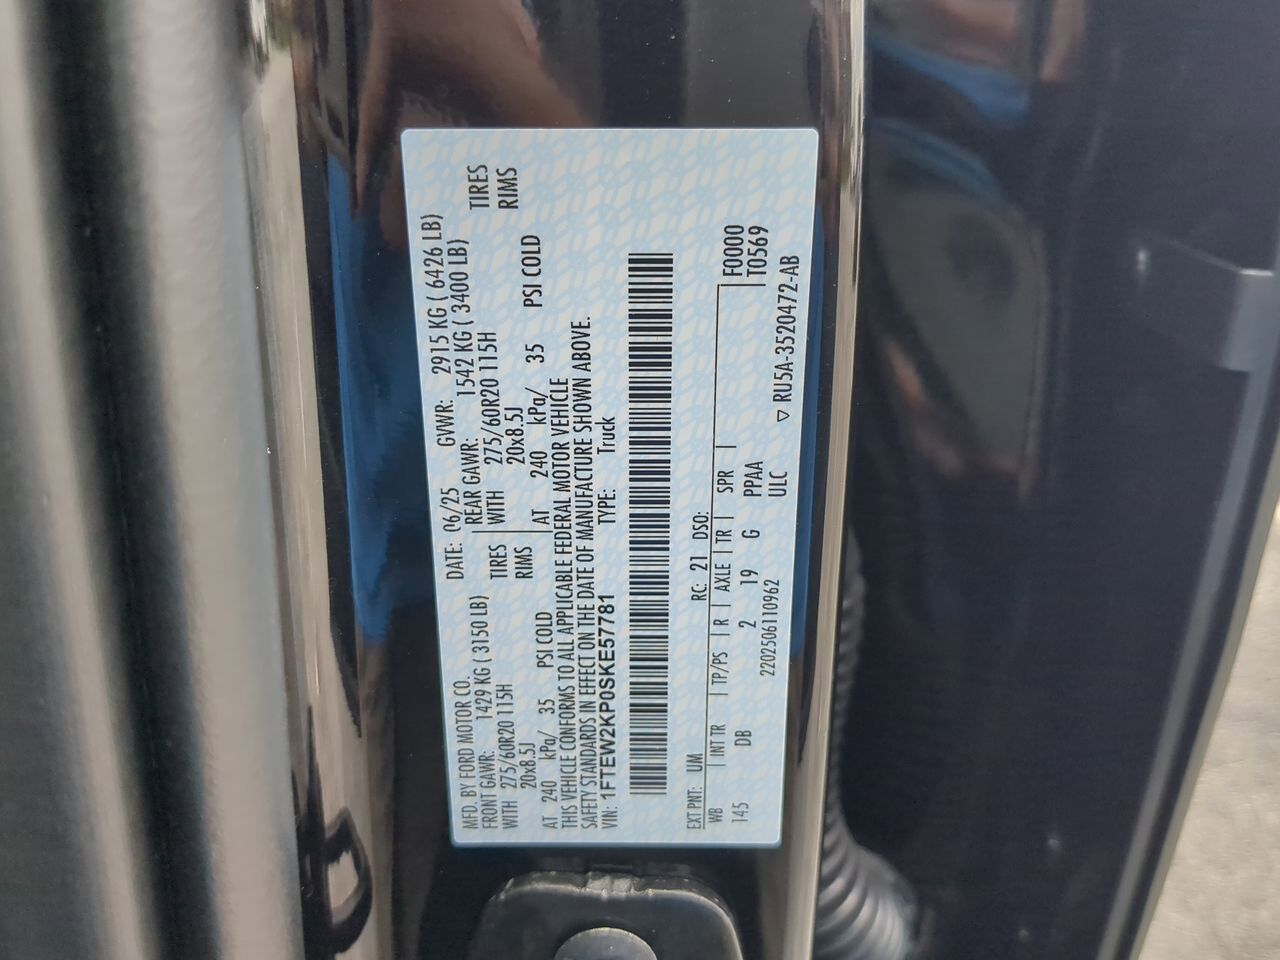 MFD. BY FORD MOTOR CO. DATE: 06/25 GVWR: 2915 KG ( 6426 LB)
FRONT GAWR: 1429 KG ( 3150 LB) REAR GAWR: 1542 KG ( 3400 LB)
WITH 275/60R20 115H TIRES WITH 275/60R20 115H TIRES
20x8.5J RIMS 20x8.5J RIMS
AT 240 kPa/ 35 PSI COLD AT 240 kPa/ 35 PSI COLD
THIS VEHICLE CONFORMS TO ALL APPLICABLE FEDERAL MOTOR VEHICLE
SAFETY STANDARDS IN EFFECT ON THE DATE OF MANUFACTURE SHOWN ABOVE.
VIN: 1FTEW2KP0SKE57781 TYPE: Truck
EXT PNT: UM RC: 21 DSO:
WB | INT TR | TP/PS | R | AXLE | TR | SPR | F0000
145 DB 2 19 G PPAA T0569
2202506110962 ULC ▽ RU5A-3520472-AB